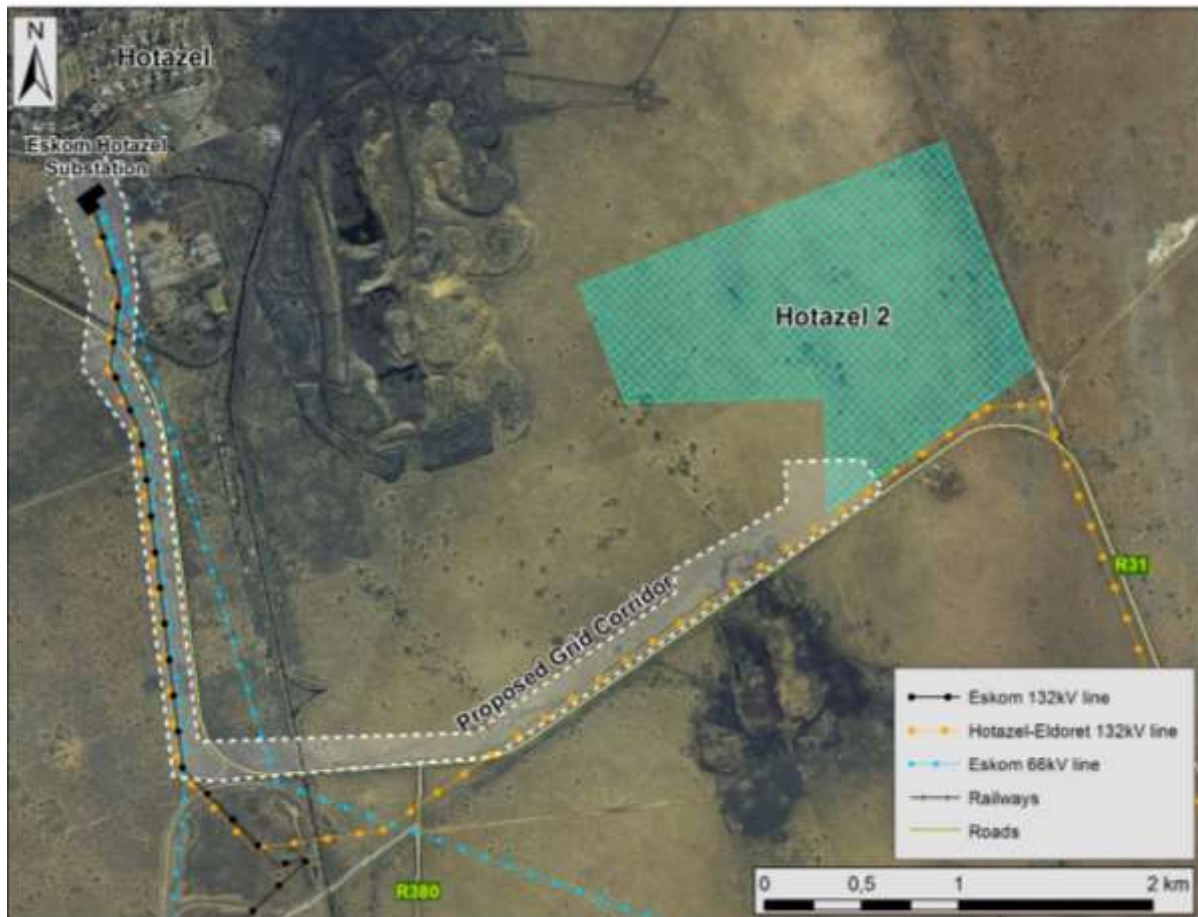 N
Hotazel
Eskom Hotazel
Substation
Hotazel 2
R31
Proposed Grid Corridor
R380
Eskom 132kV line
Hotazel-Eldoret 132kV line
Eskom 66kV line
Railways
Roads
0 0,5 1 2 km